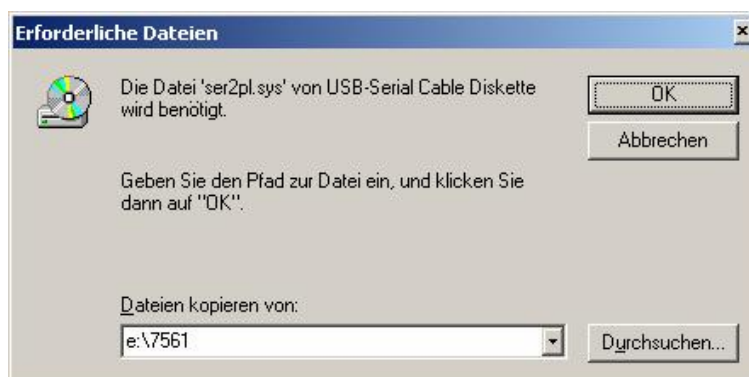 Erforderliche Dateien
Die Datei 'ser2pl.sys' von USB-Serial Cable Diskette
wird benötigt.
OK
Abbrechen
Geben Sie den Pfad zur Datei ein, und klicken Sie
dann auf "OK".
Dateien kopieren von:
e:\7561
Durchsuchen...